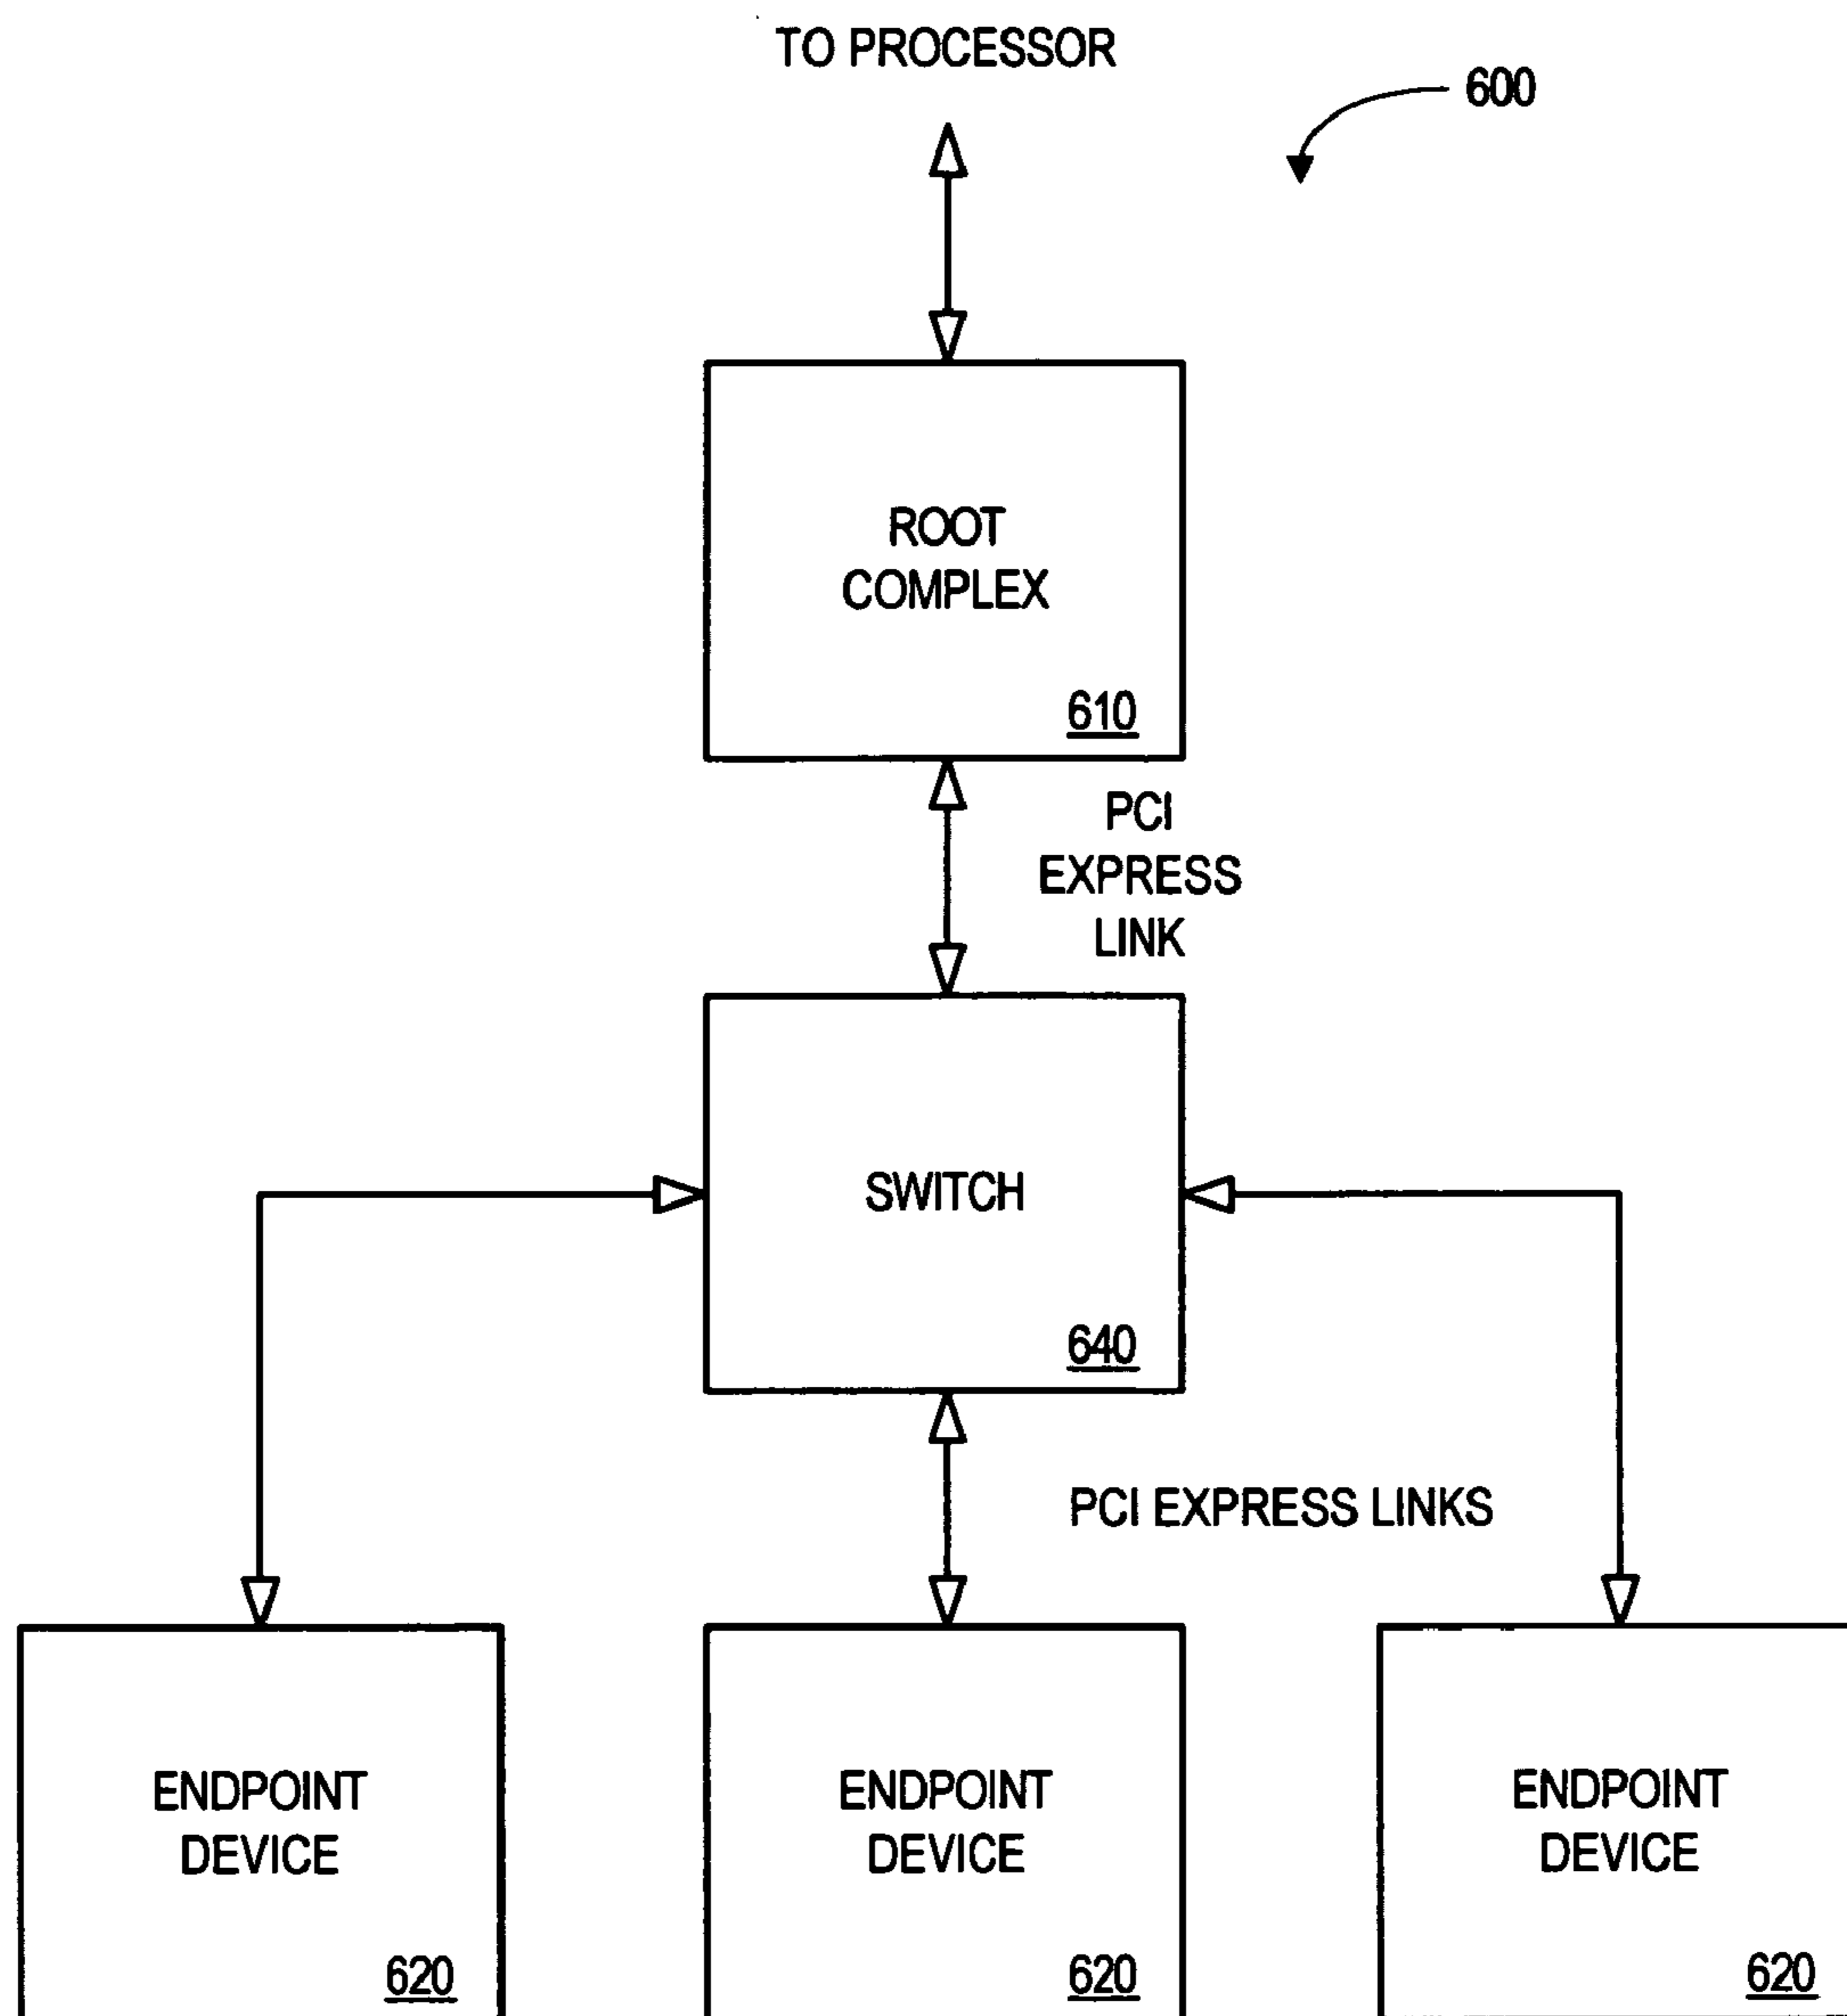 TO PROCESSOR
600
ROOT
COMPLEX
610
PCI
EXPRESS
LINK
SWITCH
640
PCI EXPRESS LINKS
ENDPOINT
DEVICE
620
ENDPOINT
DEVICE
620
ENDPOINT
DEVICE
620